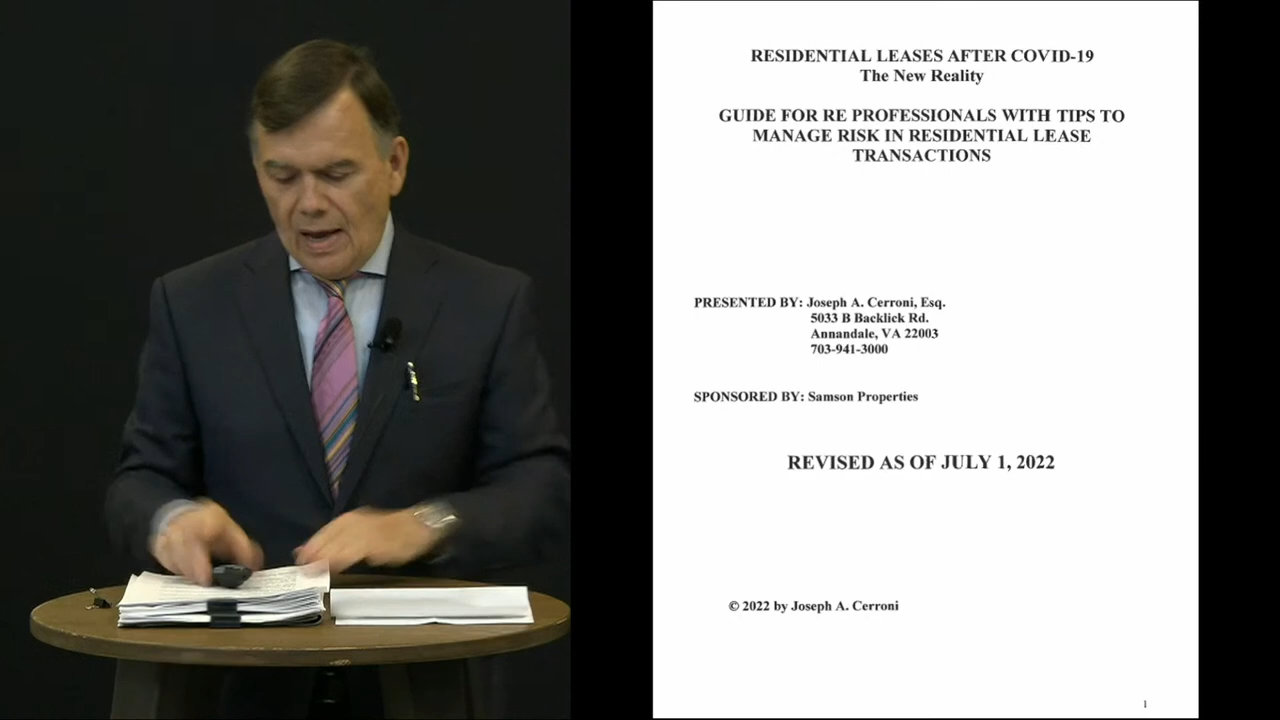 RESIDENTIAL LEASES AFTER COVID-19
The New Reality
GUIDE FOR RE PROFESSIONALS WITH TIPS TO
MANAGE RISK IN RESIDENTIAL LEASE
TRANSACTIONS
PRESENTED BY: Joseph A. Cerroni, Esq.
5033 B Backlick Rd.
Annandale, VA 22003
703-941-3000
SPONSORED BY: Samson Properties
REVISED AS OF JULY 1, 2022
© 2022 by Joseph A. Cerroni
1